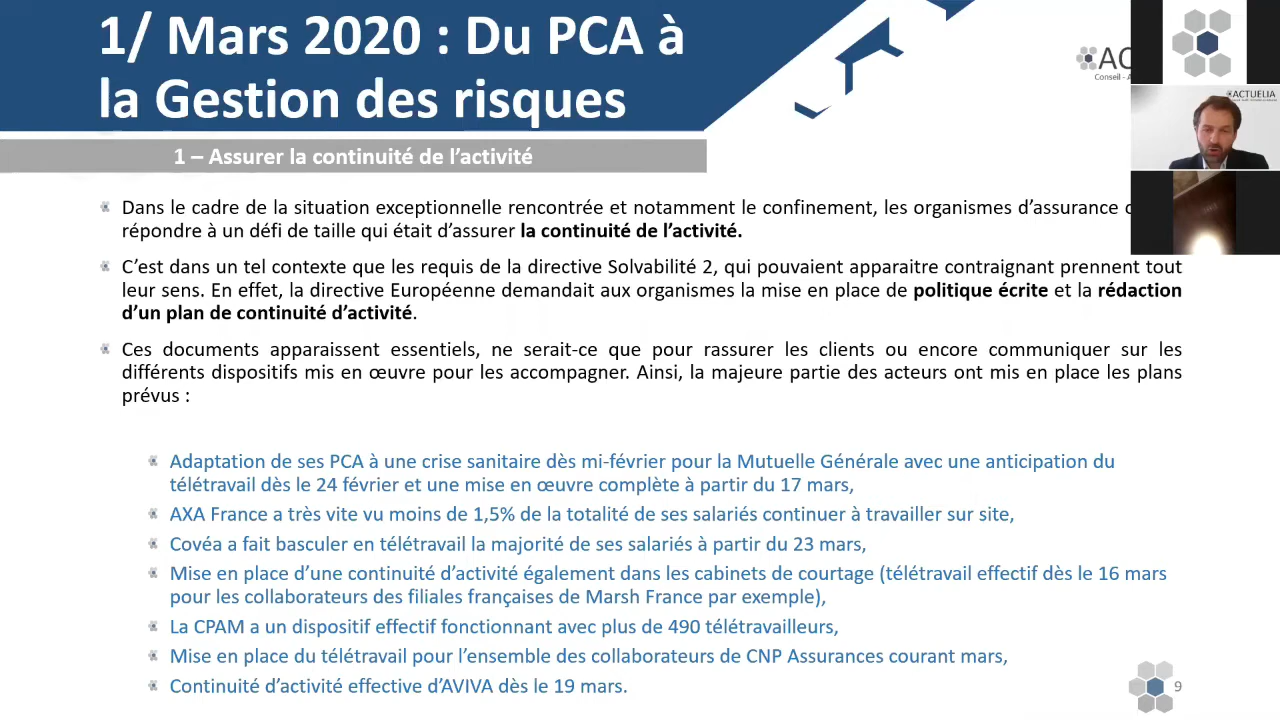 1/ Mars 2020 : Du PCA à
la Gestion des risques
1 – Assurer la continuité de l’activité
Conseil - A
ACTUELIA
Dans le cadre de la situation exceptionnelle rencontrée et notamment le confinement, les organismes d’assurance
répondre à un défi de taille qui était d’assurer la continuité de l’activité.
C’est dans un tel contexte que les requis de la directive Solvabilité 2, qui pouvaient apparaitre contraignant prennent tout
leur sens. En effet, la directive Européenne demandait aux organismes la mise en place de politique écrite et la rédaction
d’un plan de continuité d’activité.
Ces documents apparaissent essentiels, ne serait-ce que pour rassurer les clients ou encore communiquer sur les
différents dispositifs mis en œuvre pour les accompagner. Ainsi, la majeure partie des acteurs ont mis en place les plans
prévus :
Adaptation de ses PCA à une crise sanitaire dès mi-février pour la Mutuelle Générale avec une anticipation du
télétravail dès le 24 février et une mise en œuvre complète à partir du 17 mars,
AXA France a très vite vu moins de 1,5% de la totalité de ses salariés continuer à travailler sur site,
Covéa a fait basculer en télétravail la majorité de ses salariés à partir du 23 mars,
Mise en place d’une continuité d’activité également dans les cabinets de courtage (télétravail effectif dès le 16 mars
pour les collaborateurs des filiales françaises de Marsh France par exemple),
La CPAM a un dispositif effectif fonctionnant avec plus de 490 télétravailleurs,
Mise en place du télétravail pour l’ensemble des collaborateurs de CNP Assurances courant mars,
Continuité d’activité effective d’AVIVA dès le 19 mars.
9